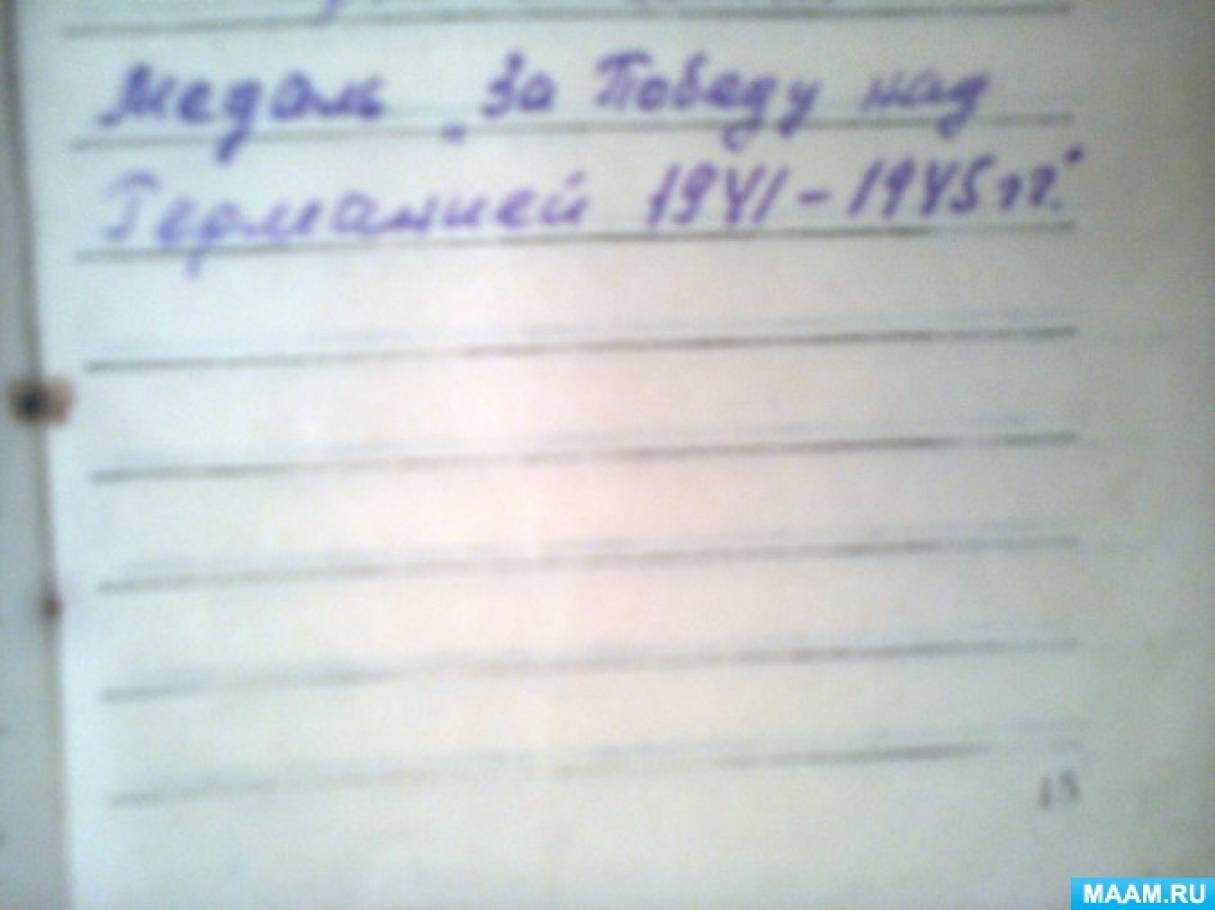 Медаль „За Победу над
Германией 1941-1945 гг."
15
MAAM.RU